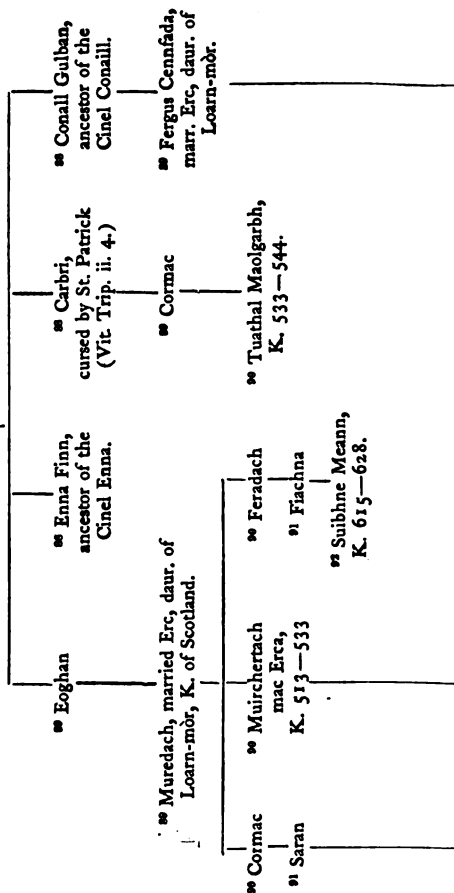 88 Eoghan
88 Enna Finn,
ancestor of the
Cinel Enna.
88 Carbri,
cursed by St. Patrick
(Vit. Trip. ii. 4.)
88 Conall Gulban,
ancestor of the
Cinel Conaill.
89 Muredach, married Erc, daur. of
Loarn-mòr, K. of Scotland.
89 Cormac
89 Fergus Cennfada,
marr. Erc, daur. of
Loarn-mòr.
90 Cormac
90 Muirchertach
mac Erca,
K. 513—533
90 Feradach
90 Tuathal Maolgarbh,
K. 533—544.
91 Saran
91 Fiachna
92 Suibhne Meann,
K. 615—628.